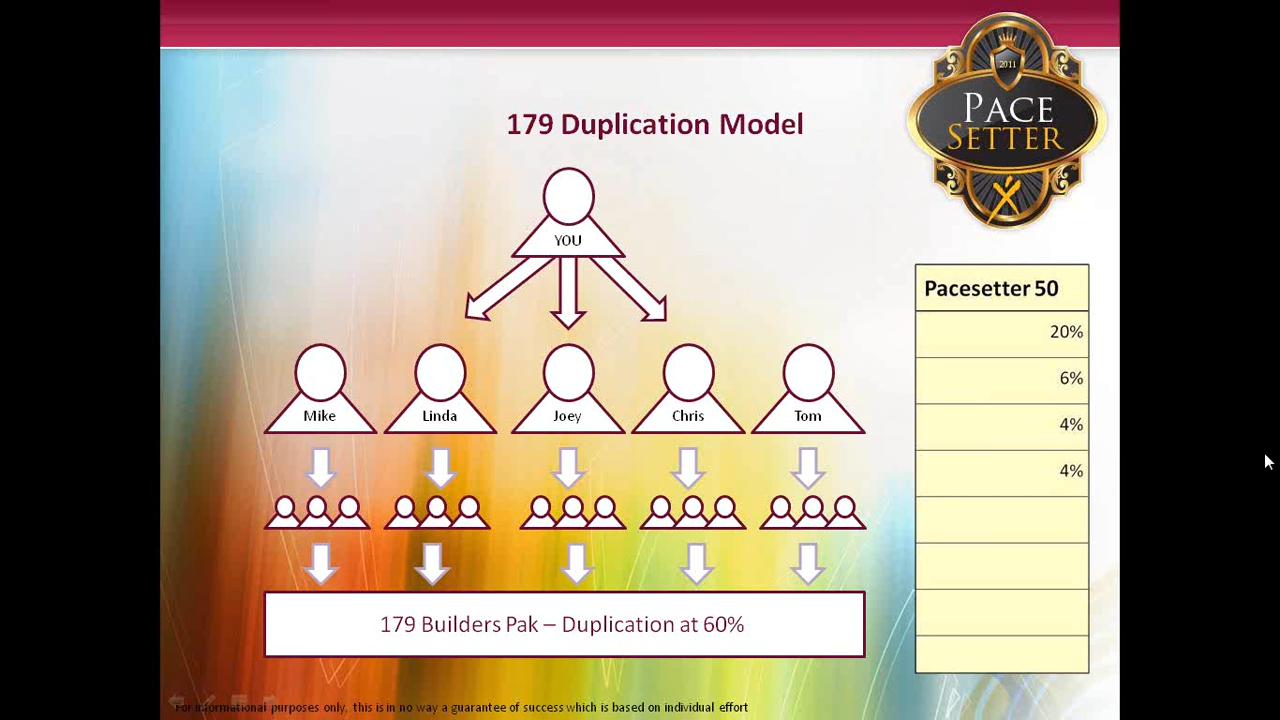 2011
PACE
SETTER
179 Duplication Model
YOU
Pacesetter 50
20%
6%
4%
4%
Mike
Linda
Joey
Chris
Tom
179 Builders Pak – Duplication at 60%
For informational purposes only, this is in no way a guarantee of success which is based on individual effort